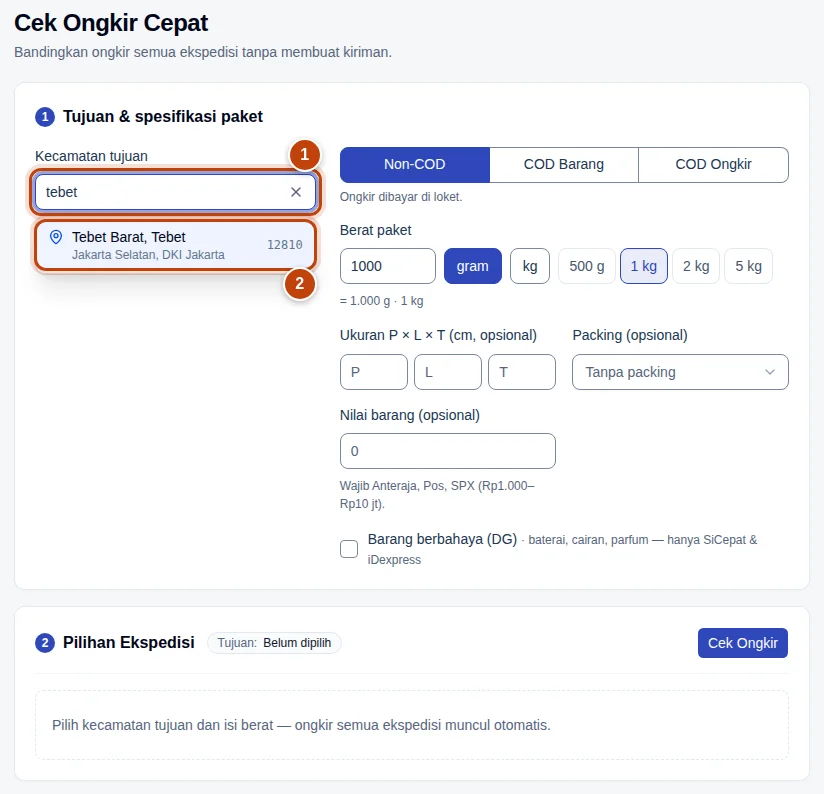 Cek Ongkir Cepat
Bandingkan ongkir semua ekspedisi tanpa membuat kiriman.
1 Tujuan & spesifikasi paket
Kecamatan tujuan
1
tebet
Tebet Barat, Tebet
Jakarta Selatan, DKI Jakarta
12810
2
Non-COD COD Barang COD Ongkir
Ongkir dibayar di loket.
Berat paket
1000 gram kg 500 g 1 kg 2 kg 5 kg
= 1.000 g · 1 kg
Ukuran P × L × T (cm, opsional)
P L T
Packing (opsional)
Tanpa packing
Nilai barang (opsional)
0
Wajib Anteraja, Pos, SPX (Rp1.000–
Rp10 jt).
Barang berbahaya (DG) · baterai, cairan, parfum — hanya SiCepat &
iDexpress
2 Pilihan Ekspedisi Tujuan: Belum dipilih Cek Ongkir
Pilih kecamatan tujuan dan isi berat — ongkir semua ekspedisi muncul otomatis.